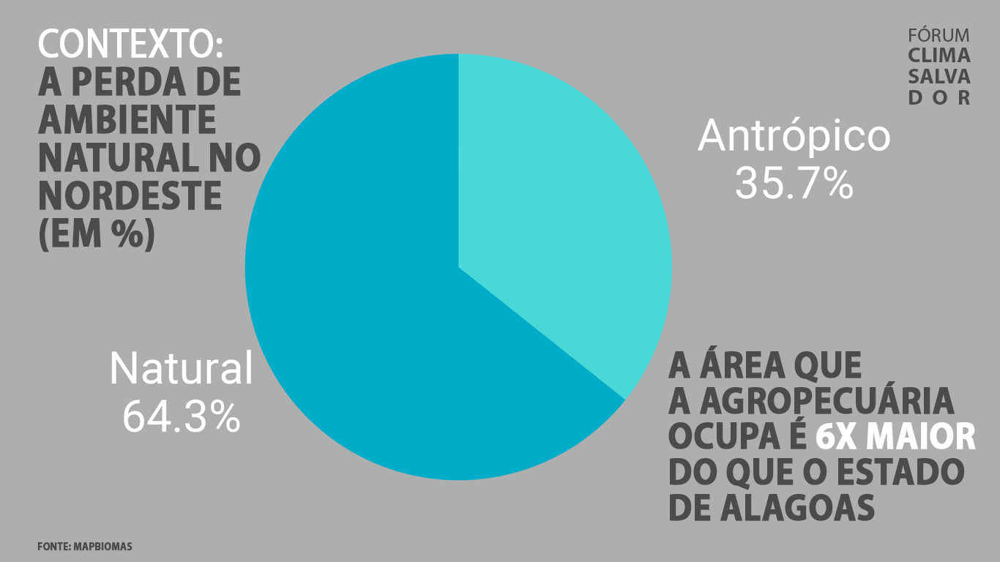 CONTEXTO:
A PERDA DE
AMBIENTE
NATURAL NO
NORDESTE
(EM %)
FÓRUM
CLIMA
SALVA
DOR
Antrópico
35.7%
Natural
64.3%
A ÁREA QUE
A AGROPECUÁRIA
OCUPA É 6X MAIOR
DO QUE O ESTADO
DE ALAGOAS
FONTE: MAPBIOMAS